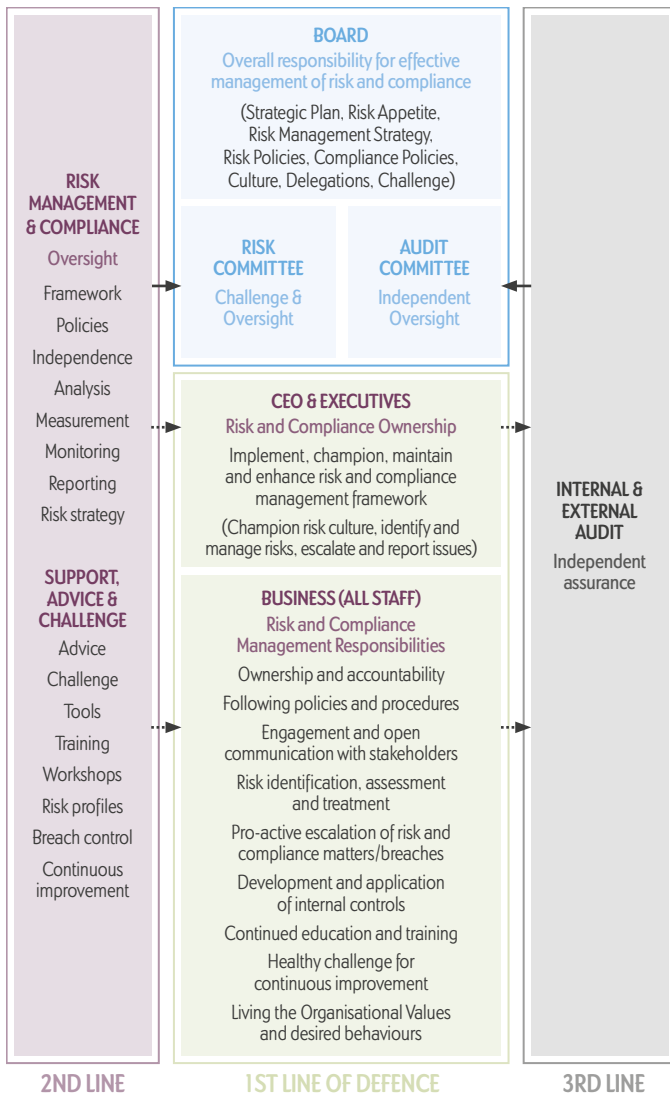 RISK
MANAGEMENT
& COMPLIANCE
Oversight
Framework
Policies
Independence
Analysis
Measurement
Monitoring
Reporting
Risk strategy
SUPPORT,
ADVICE &
CHALLENGE
Advice
Challenge
Tools
Training
Workshops
Risk profiles
Breach control
Continuous
improvement
2ND LINE
BOARD
Overall responsibility for effective
management of risk and compliance
(Strategic Plan, Risk Appetite,
Risk Management Strategy,
Risk Policies, Compliance Policies,
Culture, Delegations, Challenge)
RISK
COMMITTEE
Challenge &
Oversight
AUDIT
COMMITTEE
Independent
Oversight
CEO & EXECUTIVES
Risk and Compliance Ownership
Implement, champion, maintain
and enhance risk and compliance
management framework
(Champion risk culture, identify and
manage risks, escalate and report issues)
BUSINESS (ALL STAFF)
Risk and Compliance
Management Responsibilities
Ownership and accountability
Following policies and procedures
Engagement and open
communication with stakeholders
Risk identification, assessment
and treatment
Pro-active escalation of risk and
compliance matters/breaches
Development and application
of internal controls
Continued education and training
Healthy challenge for
continuous improvement
Living the Organisational Values
and desired behaviours
1ST LINE OF DEFENCE
INTERNAL &
EXTERNAL
AUDIT
Independent
assurance
3RD LINE